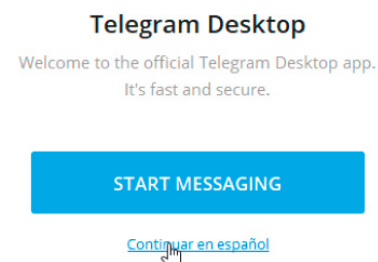 Telegram Desktop
Welcome to the official Telegram Desktop app.
It's fast and secure.
START MESSAGING
Continuar en español